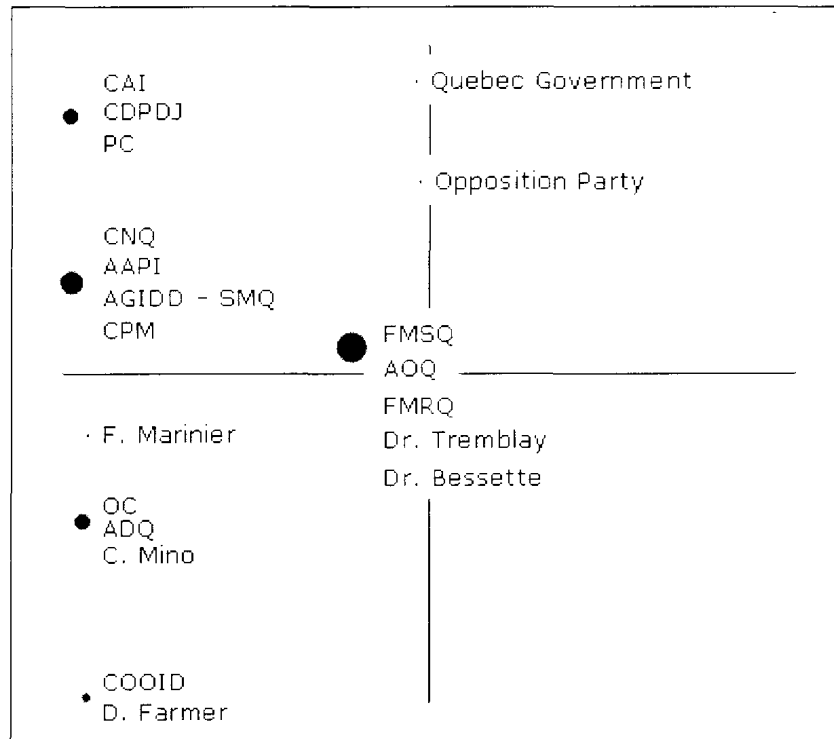 CAI
CDPDJ
PC
Quebec Government
Opposition Party
CNQ
AAPI
AGIDD - SMQ
CPM
FMSQ
AOQ
FMRQ
Dr. Tremblay
Dr. Bessette
F. Marinier
OC
ADQ
C. Mino
COOID
D. Farmer